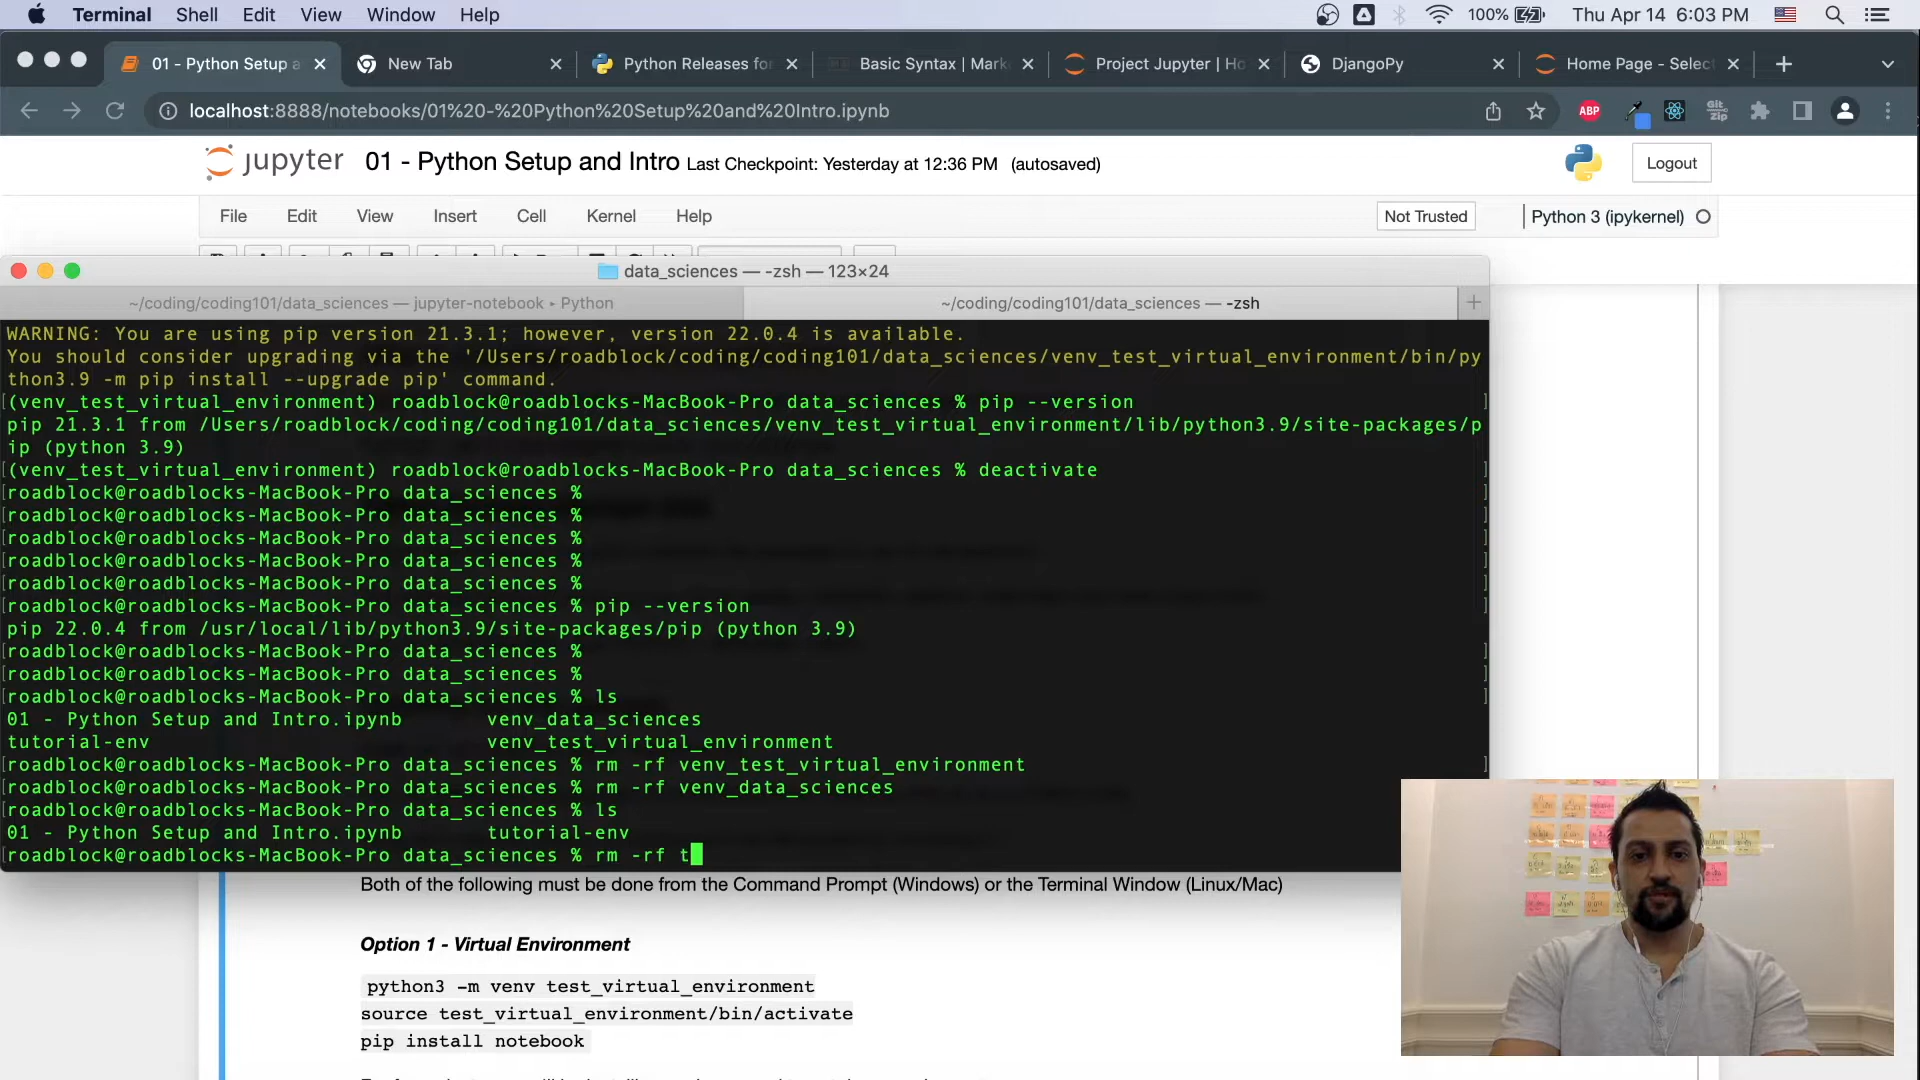 Terminal Shell Edit View Window Help 100% Thu Apr 14 6:03 PM
01 - Python Setup a New Tab Python Releases fo Basic Syntax | Mark Project Jupyter | Ho DjangoPy Home Page - Select
localhost:8888/notebooks/01%20-%20Python%20Setup%20and%20Intro.ipynb ABP Git Zip
jupyter 01 - Python Setup and Intro Last Checkpoint: Yesterday at 12:36 PM (autosaved) Logout
File Edit View Insert Cell Kernel Help Not Trusted Python 3 (ipykernel)
data_sciences — -zsh — 123×24
~/coding/coding101/data_sciences — jupyter-notebook ▸ Python ~/coding/coding101/data_sciences — -zsh
WARNING: You are using pip version 21.3.1; however, version 22.0.4 is available.
You should consider upgrading via the '/Users/roadblock/coding/coding101/data_sciences/venv_test_virtual_environment/bin/py
thon3.9 -m pip install --upgrade pip' command.
[(venv_test_virtual_environment) roadblock@roadblocks-MacBook-Pro data_sciences % pip --version ]
pip 21.3.1 from /Users/roadblock/coding/coding101/data_sciences/venv_test_virtual_environment/lib/python3.9/site-packages/p
ip (python 3.9)
[(venv_test_virtual_environment) roadblock@roadblocks-MacBook-Pro data_sciences % deactivate ]
[roadblock@roadblocks-MacBook-Pro data_sciences % ]
[roadblock@roadblocks-MacBook-Pro data_sciences % ]
[roadblock@roadblocks-MacBook-Pro data_sciences % ]
[roadblock@roadblocks-MacBook-Pro data_sciences % ]
[roadblock@roadblocks-MacBook-Pro data_sciences % ]
[roadblock@roadblocks-MacBook-Pro data_sciences % pip --version ]
pip 22.0.4 from /usr/local/lib/python3.9/site-packages/pip (python 3.9)
[roadblock@roadblocks-MacBook-Pro data_sciences % ]
[roadblock@roadblocks-MacBook-Pro data_sciences % ]
[roadblock@roadblocks-MacBook-Pro data_sciences % ls ]
01 - Python Setup and Intro.ipynb venv_data_sciences
tutorial-env venv_test_virtual_environment
[roadblock@roadblocks-MacBook-Pro data_sciences % rm -rf venv_test_virtual_environment ]
[roadblock@roadblocks-MacBook-Pro data_sciences % rm -rf venv_data_sciences
[roadblock@roadblocks-MacBook-Pro data_sciences % ls
01 - Python Setup and Intro.ipynb tutorial-env
[roadblock@roadblocks-MacBook-Pro data_sciences % rm -rf t
Both of the following must be done from the Command Prompt (Windows) or the Terminal Window (Linux/Mac)
Option 1 - Virtual Environment
python3 -m venv test_virtual_environment
source test_virtual_environment/bin/activate
pip install notebook